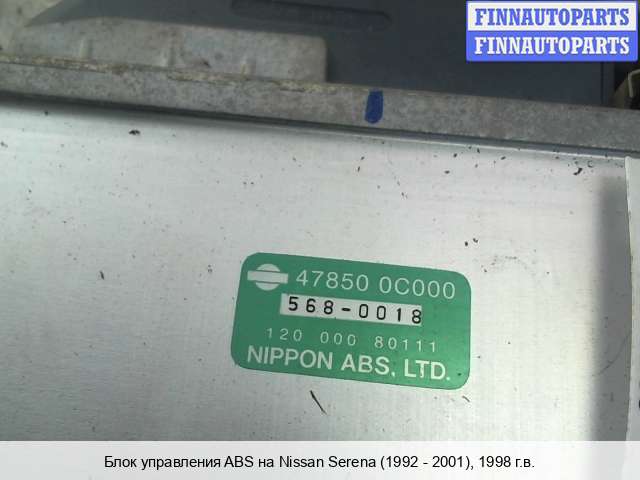 FINNAUTOPARTS
FINNAUTOPARTS
47850 0C000
568-0018
120 000 80111
NIPPON ABS, LTD.
Блок управления ABS на Nissan Serena (1992 - 2001), 1998 г.в.